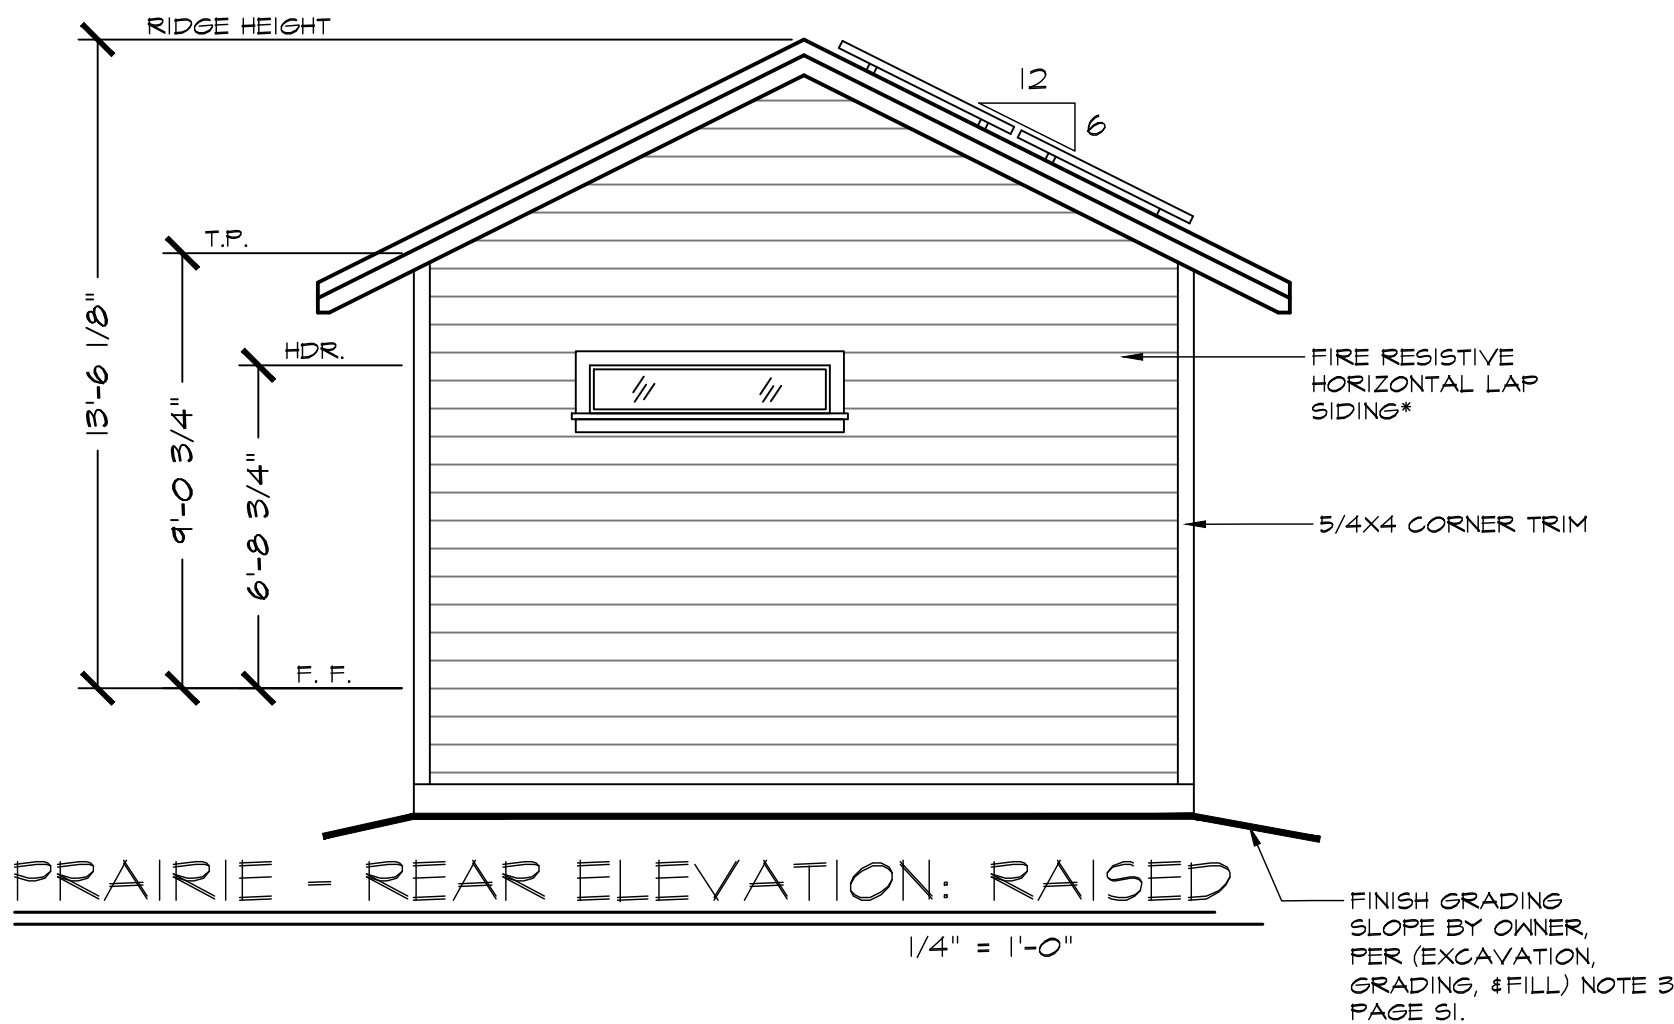 RIDGE HEIGHT
12
6
T.P.
HDR.
13'-6 1/8"
9'-0 3/4"
6'-8 3/4"
F. F.
FIRE RESISTIVE
HORIZONTAL LAP
SIDING*
5/4X4 CORNER TRIM
PRAIRIE - REAR ELEVATION: RAISED
1/4" = 1'-0"
FINISH GRADING
SLOPE BY OWNER,
PER (EXCAVATION,
GRADING, &FILL) NOTE 3
PAGE S1.